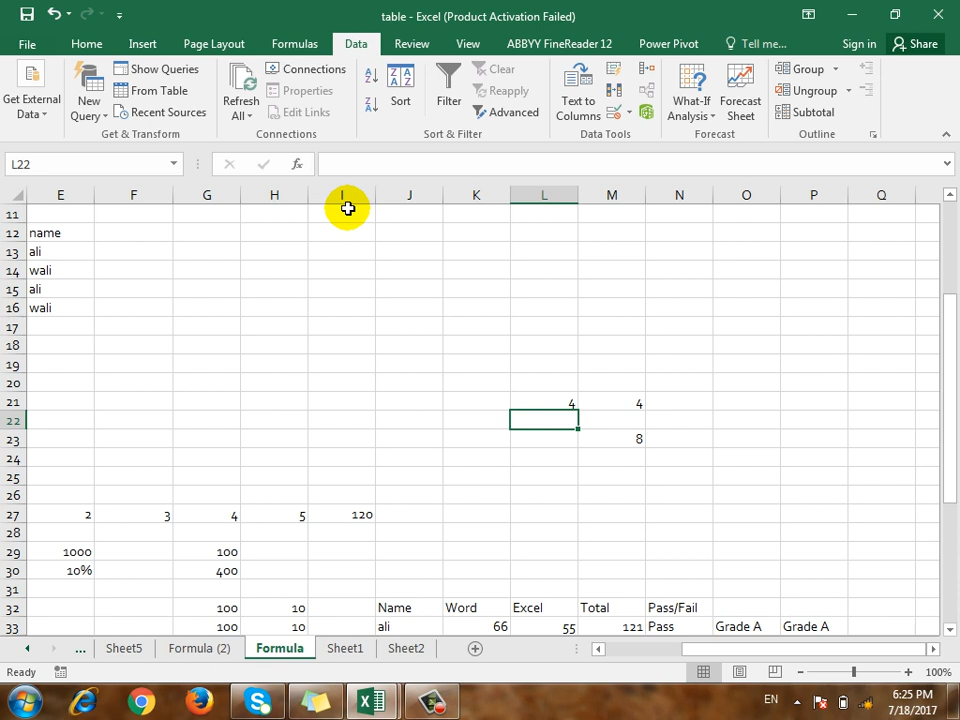 table - Excel (Product Activation Failed)
File Home Insert Page Layout Formulas Data Review View ABBYY FineReader 12 Power Pivot Tell me... Sign in Share
Get External Data
New Query
Show Queries
From Table
Recent Sources
Get & Transform
Refresh All
Connections
Properties
Edit Links
Connections
Sort
Filter
Clear
Reapply
Advanced
Sort & Filter
Text to Columns
Data Tools
What-If Analysis
Forecast Sheet
Forecast
Group
Ungroup
Subtotal
Outline
L22 fx
E F G H I J K L M N O P Q
11
12 name
13 ali
14 wali
15 ali
16 wali
17
18
19
20
21 4 4
22
23 8
24
25
26
27 2 3 4 5 120
28
29 1000 100
30 10% 400
31
32 100 10 Name Word Excel Total Pass/Fail
33 100 10 ali 66 55 121 Pass Grade A Grade A
... Sheet5 Formula (2) Formula Sheet1 Sheet2
Ready 100%
EN 6:25 PM
7/18/2017